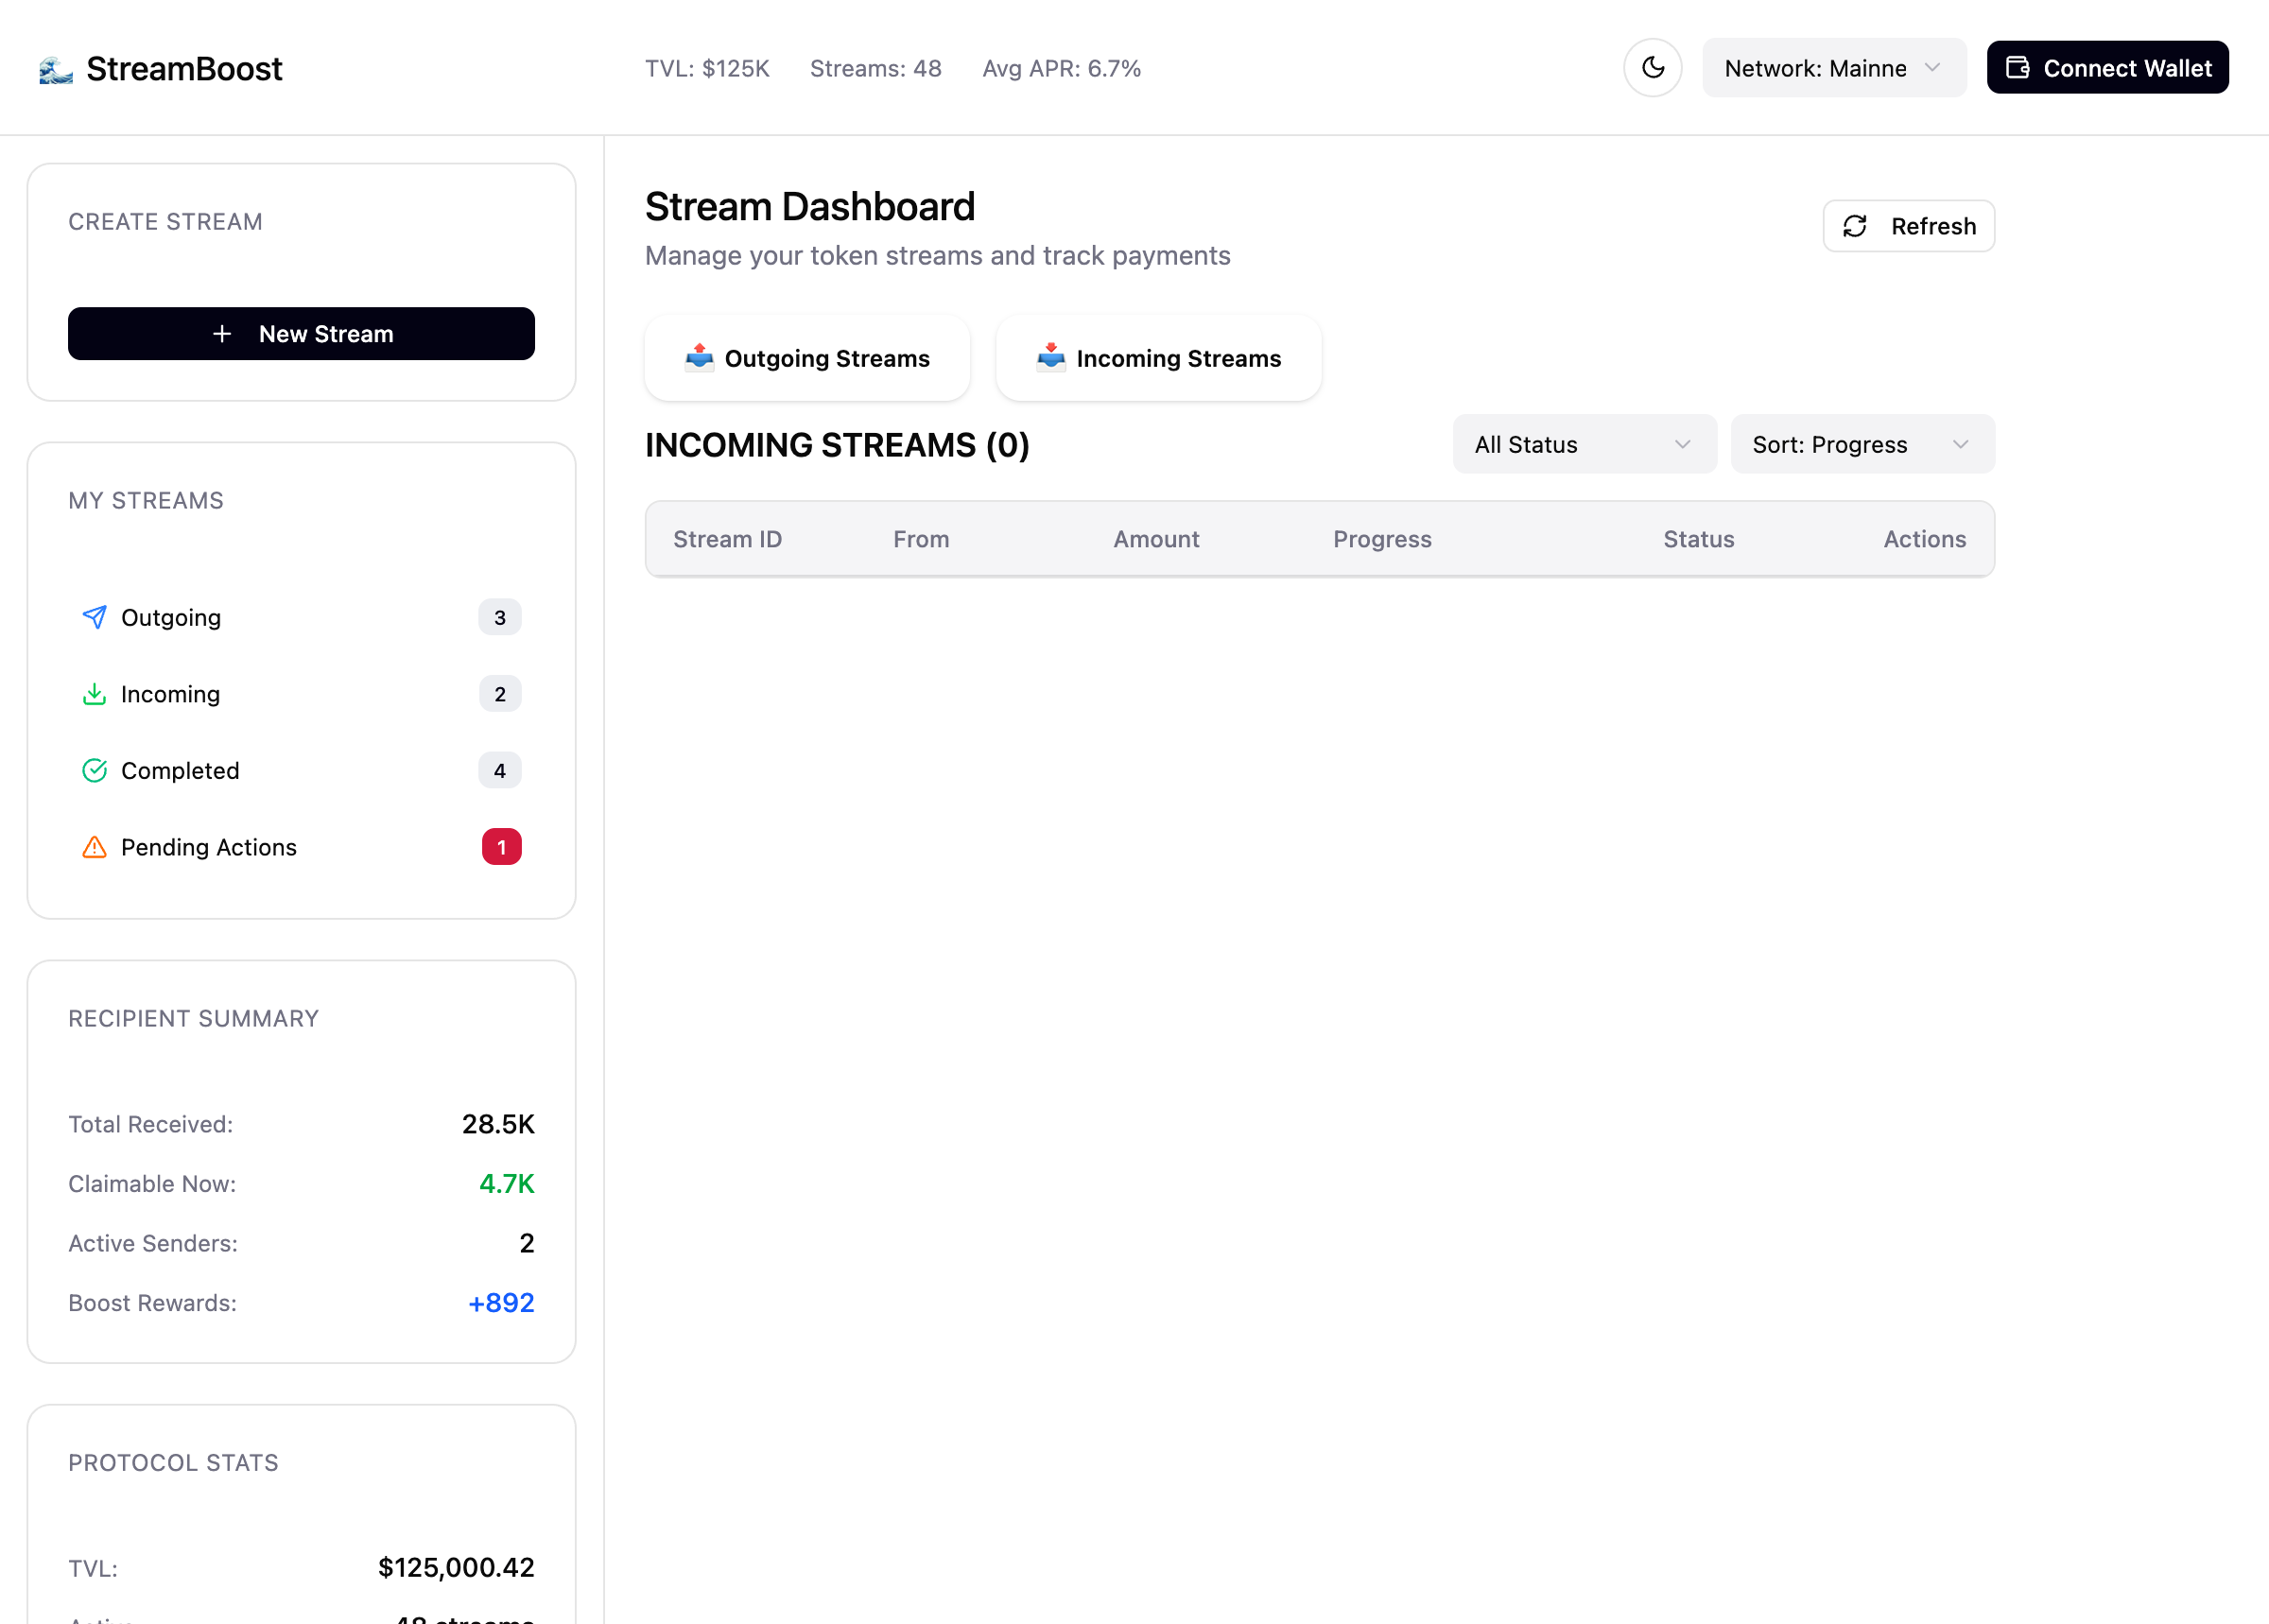 StreamBoost
TVL: $125K Streams: 48 Avg APR: 6.7%
Network: Mainne
Connect Wallet
CREATE STREAM
+ New Stream
MY STREAMS
Outgoing 3
Incoming 2
Completed 4
Pending Actions 1
RECIPIENT SUMMARY
Total Received: 28.5K
Claimable Now: 4.7K
Active Senders: 2
Boost Rewards: +892
PROTOCOL STATS
TVL: $125,000.42
Active 48 streams
Stream Dashboard
Manage your token streams and track payments
Refresh
Outgoing Streams
Incoming Streams
INCOMING STREAMS (0)
All Status
Sort: Progress
Stream ID From Amount Progress Status Actions